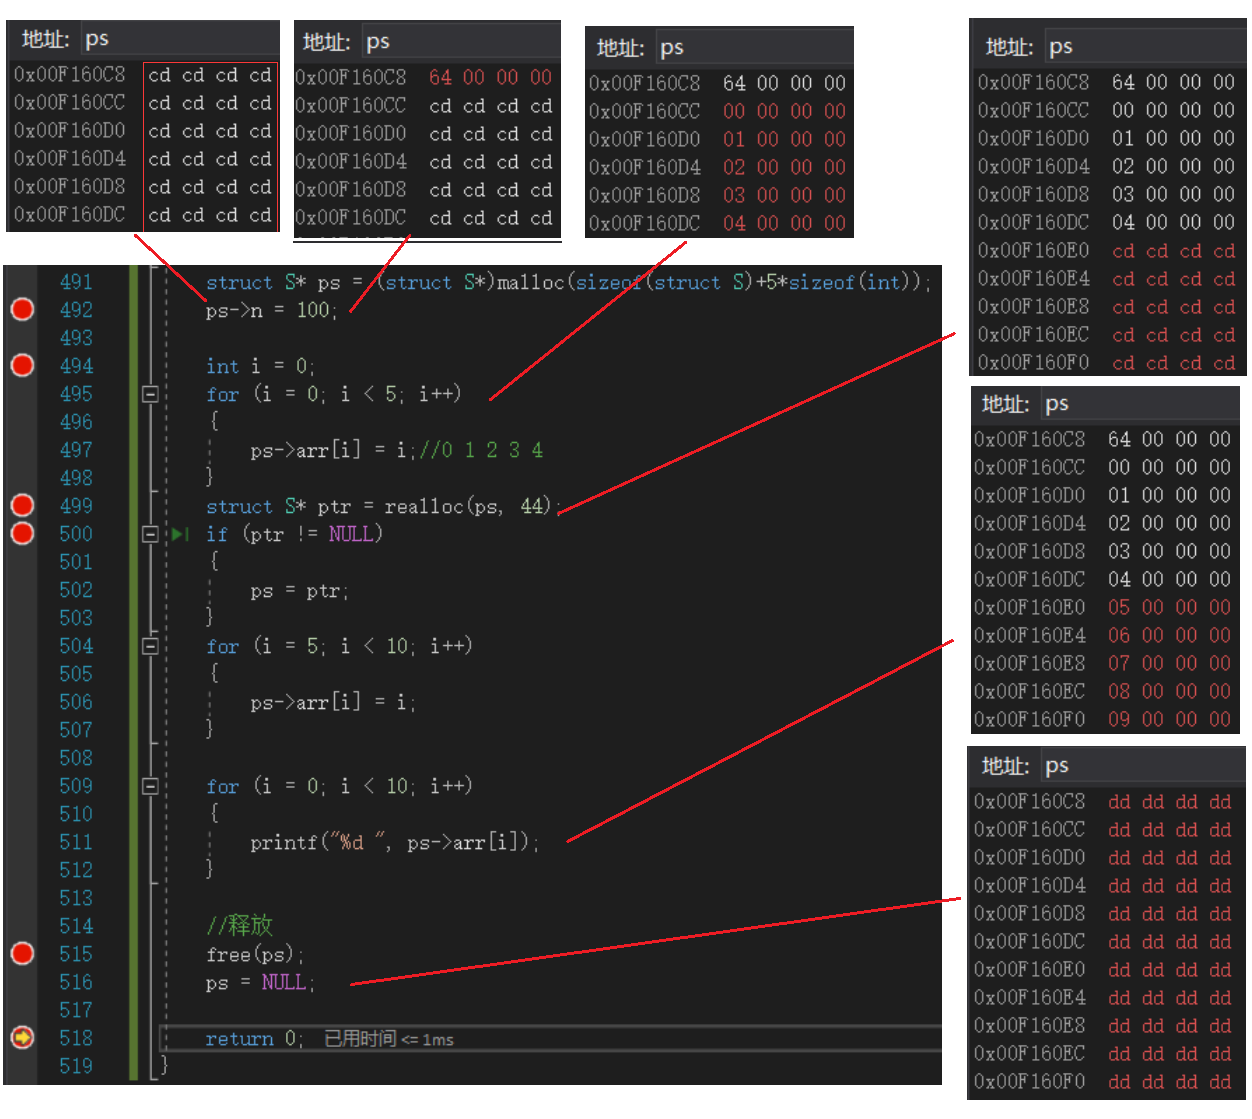 地址: ps
0x00F160C8 cd cd cd cd
0x00F160CC cd cd cd cd
0x00F160D0 cd cd cd cd
0x00F160D4 cd cd cd cd
0x00F160D8 cd cd cd cd
0x00F160DC cd cd cd cd
地址: ps
0x00F160C8 64 00 00 00
0x00F160CC cd cd cd cd
0x00F160D0 cd cd cd cd
0x00F160D4 cd cd cd cd
0x00F160D8 cd cd cd cd
0x00F160DC cd cd cd cd
地址: ps
0x00F160C8 64 00 00 00
0x00F160CC 00 00 00 00
0x00F160D0 01 00 00 00
0x00F160D4 02 00 00 00
0x00F160D8 03 00 00 00
0x00F160DC 04 00 00 00
地址: ps
0x00F160C8 64 00 00 00
0x00F160CC 00 00 00 00
0x00F160D0 01 00 00 00
0x00F160D4 02 00 00 00
0x00F160D8 03 00 00 00
0x00F160DC 04 00 00 00
0x00F160E0 cd cd cd cd
0x00F160E4 cd cd cd cd
0x00F160E8 cd cd cd cd
0x00F160EC cd cd cd cd
0x00F160F0 cd cd cd cd
491 struct S* ps = (struct S*)malloc(sizeof(struct S)+5*sizeof(int));
492 ps->n = 100;
493
494 int i = 0;
495 for (i = 0; i < 5; i++)
496 {
497 ps->arr[i] = i;//0 1 2 3 4
498 }
499 struct S* ptr = realloc(ps, 44);
500 if (ptr != NULL)
501 {
502 ps = ptr;
503 }
504 for (i = 5; i < 10; i++)
505 {
506 ps->arr[i] = i;
507 }
508
509 for (i = 0; i < 10; i++)
510 {
511 printf("%d ", ps->arr[i]);
512 }
513
514 //释放
515 free(ps);
516 ps = NULL;
517
518 return 0; 已用时间 <= 1ms
519 }
地址: ps
0x00F160C8 64 00 00 00
0x00F160CC 00 00 00 00
0x00F160D0 01 00 00 00
0x00F160D4 02 00 00 00
0x00F160D8 03 00 00 00
0x00F160DC 04 00 00 00
0x00F160E0 05 00 00 00
0x00F160E4 06 00 00 00
0x00F160E8 07 00 00 00
0x00F160EC 08 00 00 00
0x00F160F0 09 00 00 00
地址: ps
0x00F160C8 dd dd dd dd
0x00F160CC dd dd dd dd
0x00F160D0 dd dd dd dd
0x00F160D4 dd dd dd dd
0x00F160D8 dd dd dd dd
0x00F160DC dd dd dd dd
0x00F160E0 dd dd dd dd
0x00F160E4 dd dd dd dd
0x00F160E8 dd dd dd dd
0x00F160EC dd dd dd dd
0x00F160F0 dd dd dd dd